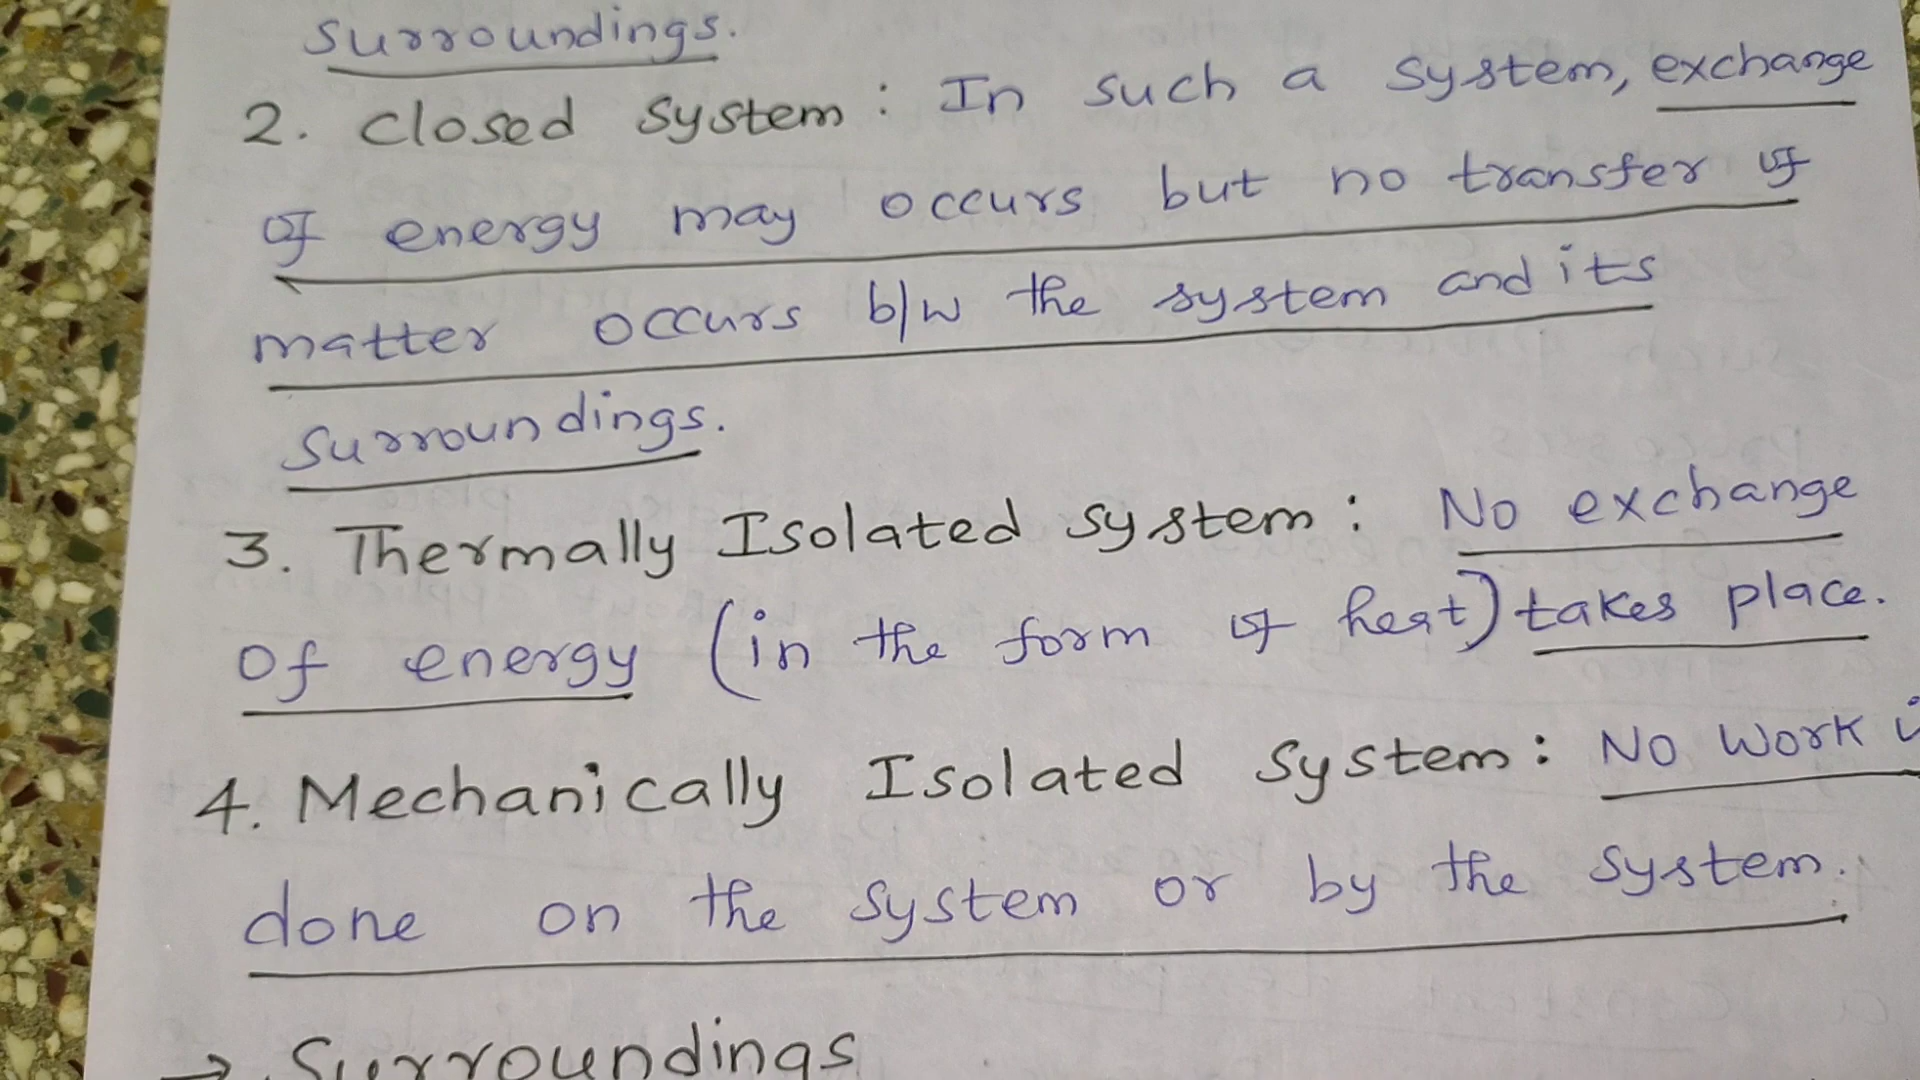 surroundings.
2. Closed system : In such a system, exchange
of energy may occurs but no transfer of
matter occurs b/w the system and its
surroundings.
3. Thermally Isolated system : No exchange
of energy (in the form of heat) takes place.
4. Mechanically Isolated System : No work
done on the system or by the system.
→ Surroundings